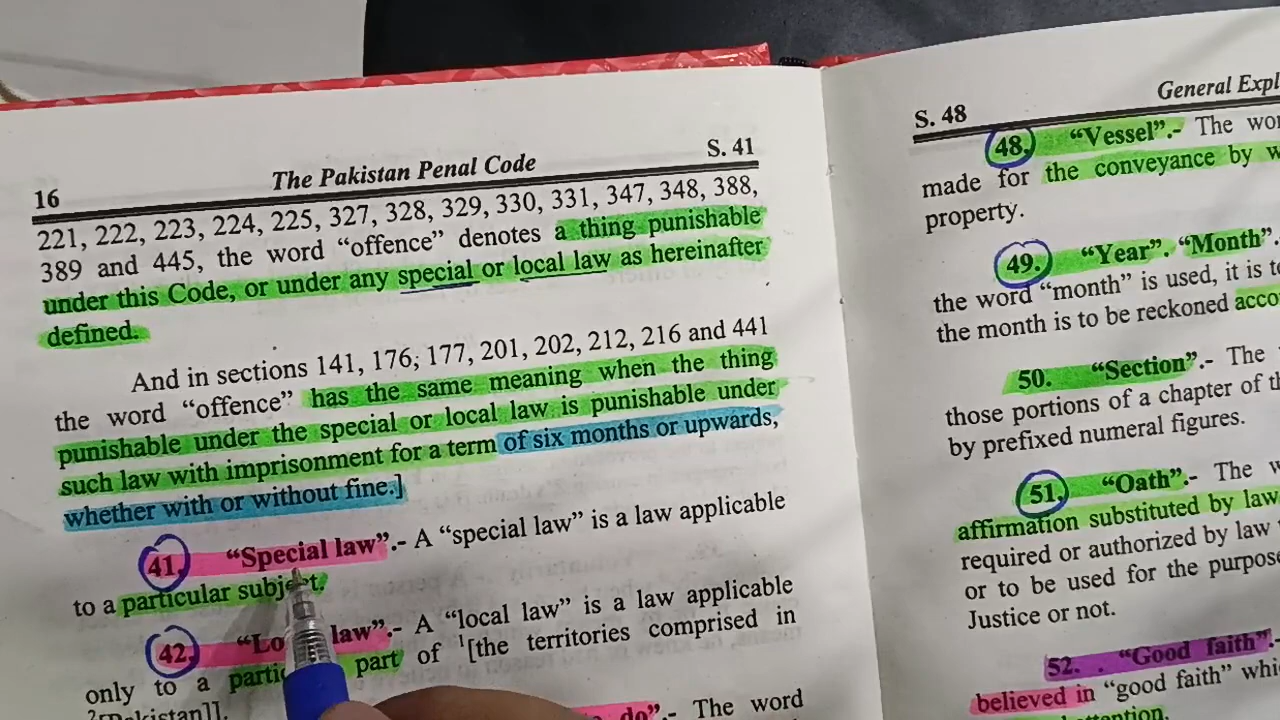 16 The Pakistan Penal Code S. 41
221, 222, 223, 224, 225, 327, 328, 329, 330, 331, 347, 348, 388,
389 and 445, the word “offence” denotes a thing punishable
under this Code, or under any special or local law as hereinafter
defined.
And in sections 141, 176; 177, 201, 202, 212, 216 and 441
the word “offence” has the same meaning when the thing
punishable under the special or local law is punishable under
such law with imprisonment for a term of six months or upwards,
whether with or without fine.]
41. “Special law”.- A “special law” is a law applicable
to a particular subject.
42. law”.- A “local law” is a law applicable
only to a part of ¹[the territories comprised in
do”.- The word
S. 48 General
48. “Vessel”.- The
made for the conveyance by
property.
49. “Year”. “Month”.
the word “month” is used, it is
the month is to be reckoned
50. “Section”.- The
those portions of a chapter of
by prefixed numeral figures.
51. “Oath”.- The
affirmation substituted by law
required or authorized by law
or to be used for the purpose
Justice or not.
52. . “Good faith”.
believed in “good faith”